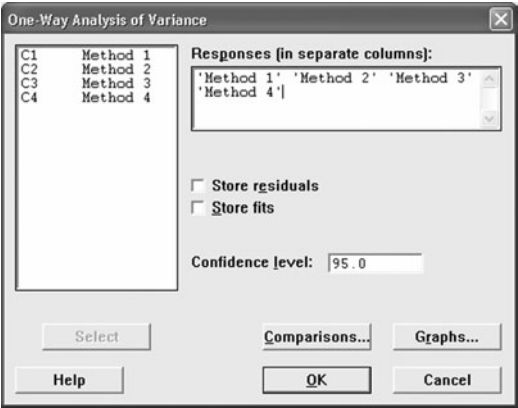 One-Way Analysis of Variance
C1 Method 1
C2 Method 2
C3 Method 3
C4 Method 4
Responses (in separate columns):
'Method 1' 'Method 2' 'Method 3'
'Method 4'
Store residuals
Store fits
Confidence level: 95.0
Select
Comparisons...
Graphs...
Help
OK
Cancel